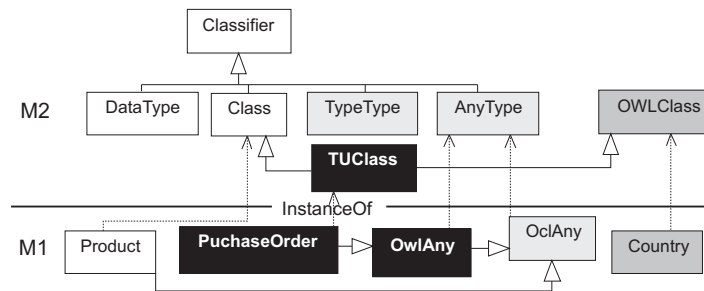 Classifier
M2
DataType
Class
TypeType
AnyType
OWLClass
TUClass
InstanceOf
M1
Product
PuchaseOrder
OwlAny
OclAny
Country